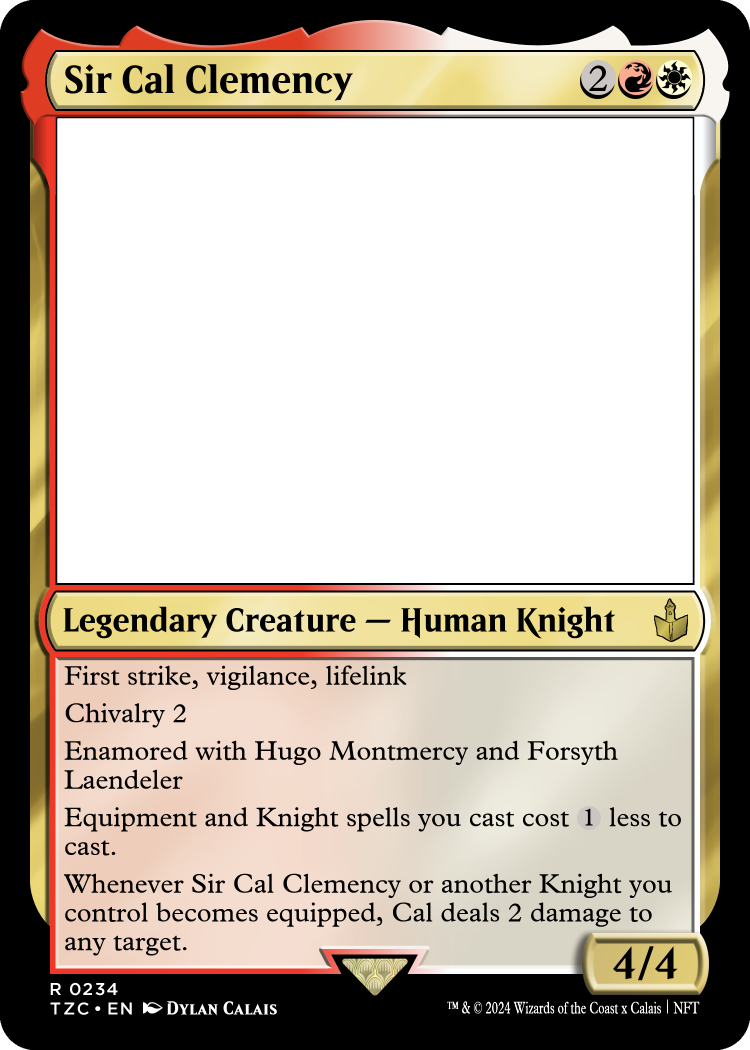 Sir Cal Clemency 2
Legendary Creature — Human Knight
First strike, vigilance, lifelink
Chivalry 2
Enamored with Hugo Montmercy and Forsyth
Laendeler
Equipment and Knight spells you cast cost 1 less to
cast.
Whenever Sir Cal Clemency or another Knight you
control becomes equipped, Cal deals 2 damage to
any target.
4/4
R 0234
TZC • EN Dylan Calais
™ & © 2024 Wizards of the Coast x Calais | NFT